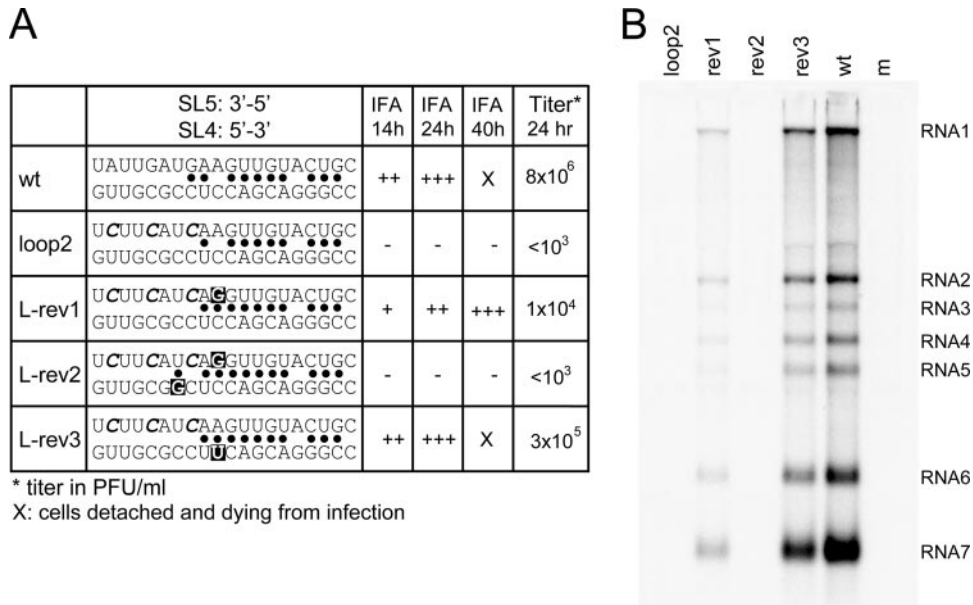 A
SL5: 3'-5'
SL4: 5'-3'
IFA 14h
IFA 24h
IFA 40h
Titer* 24 hr
wt
UAUUGAUGAAGUUGUACUGC
GUUGCGCCUCCAGCAGGGCC
++ +++ X 8x10⁶
loop2
UCUUCAUCAAGUUGUACUGC
GUUGCGCCUCCAGCAGGGCC
- - - <10³
L-rev1
UCUUCAUCAGGUUGUACUGC
GUUGCGCCUCCAGCAGGGCC
+ ++ +++ 1x10⁴
L-rev2
UCUUCAUCAGGUUGUACUGC
GUUGCGGCUCCAGCAGGGCC
- - - <10³
L-rev3
UCUUCAUCAAGUUGUACUGC
GUUGCGCCUUCAGCAGGGCC
++ +++ X 3x10⁵
* titer in PFU/ml
X: cells detached and dying from infection
B
loop2
rev1
rev2
rev3
wt
m
RNA1
RNA2
RNA3
RNA4
RNA5
RNA6
RNA7